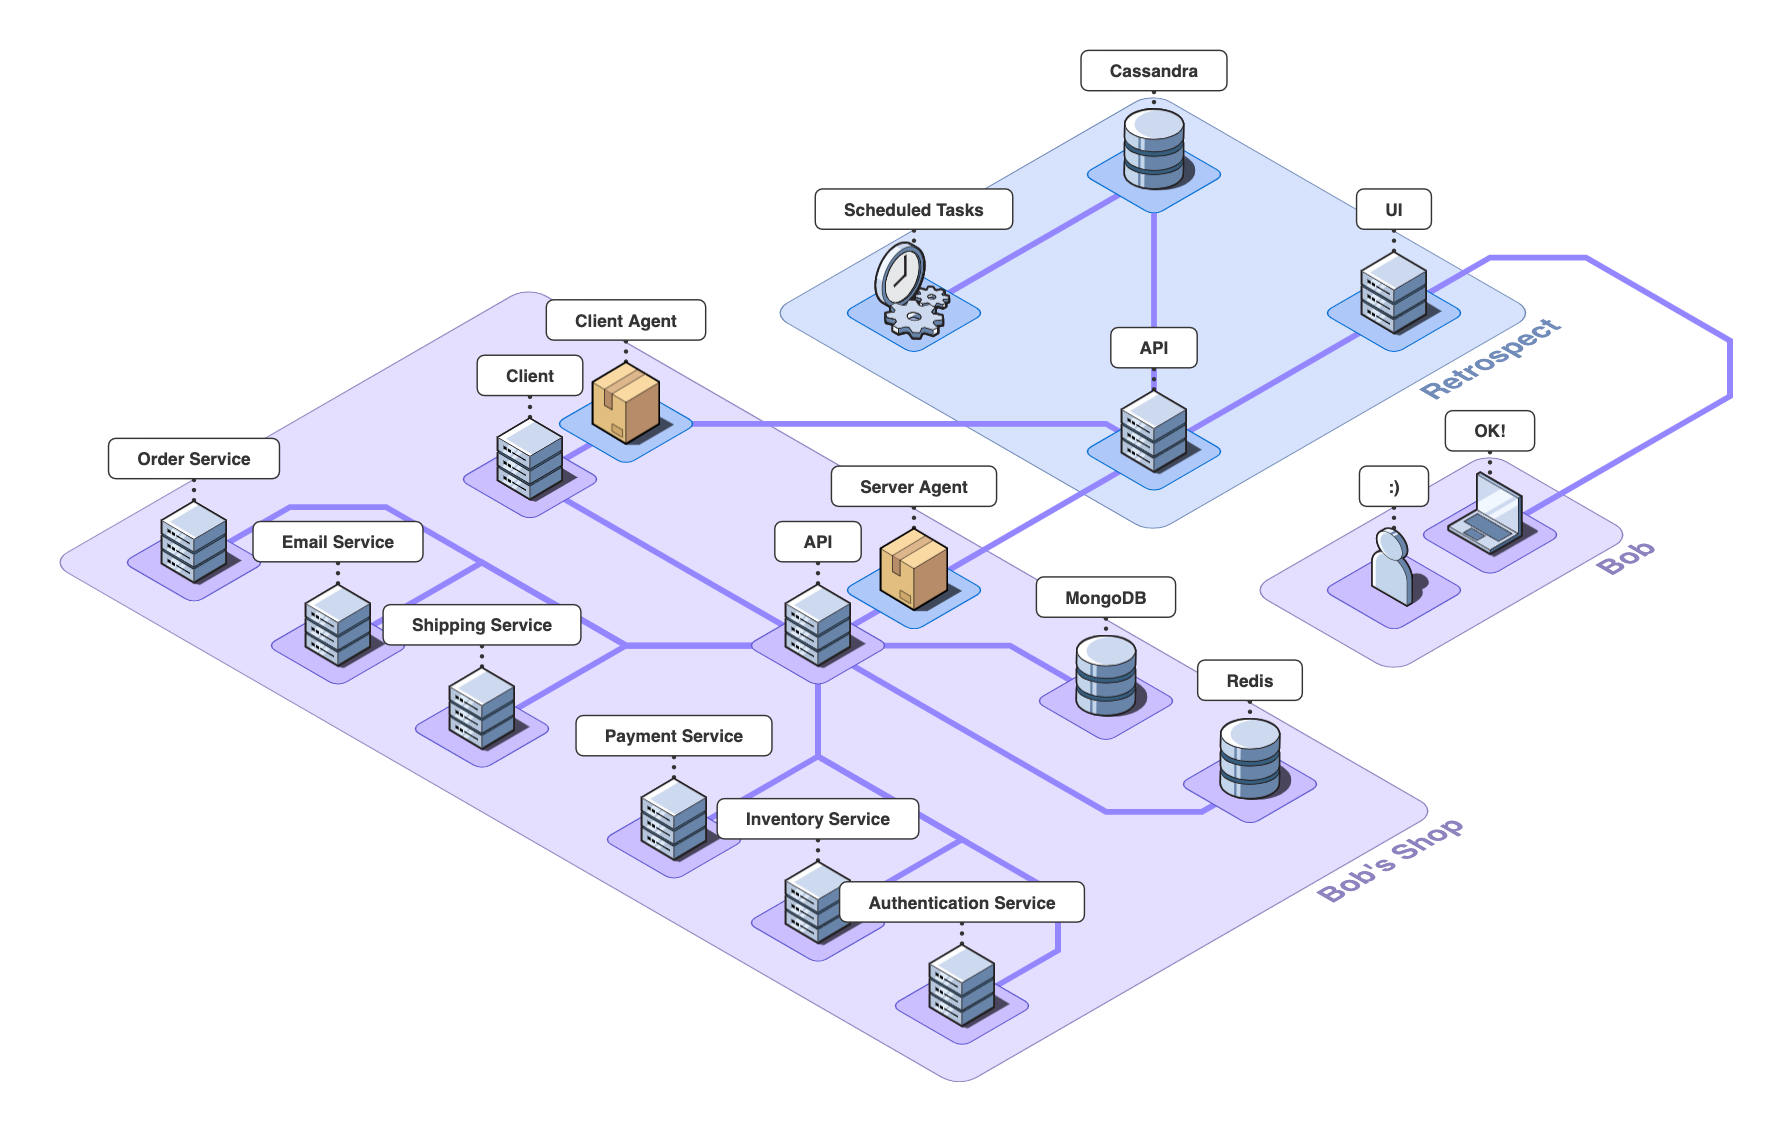 Cassandra
Scheduled Tasks
UI
Client Agent
API
Retrospect
Client
OK!
Order Service
Server Agent
:)
Email Service
API
Bob
MongoDB
Shipping Service
Redis
Payment Service
Inventory Service
Bob's Shop
Authentication Service